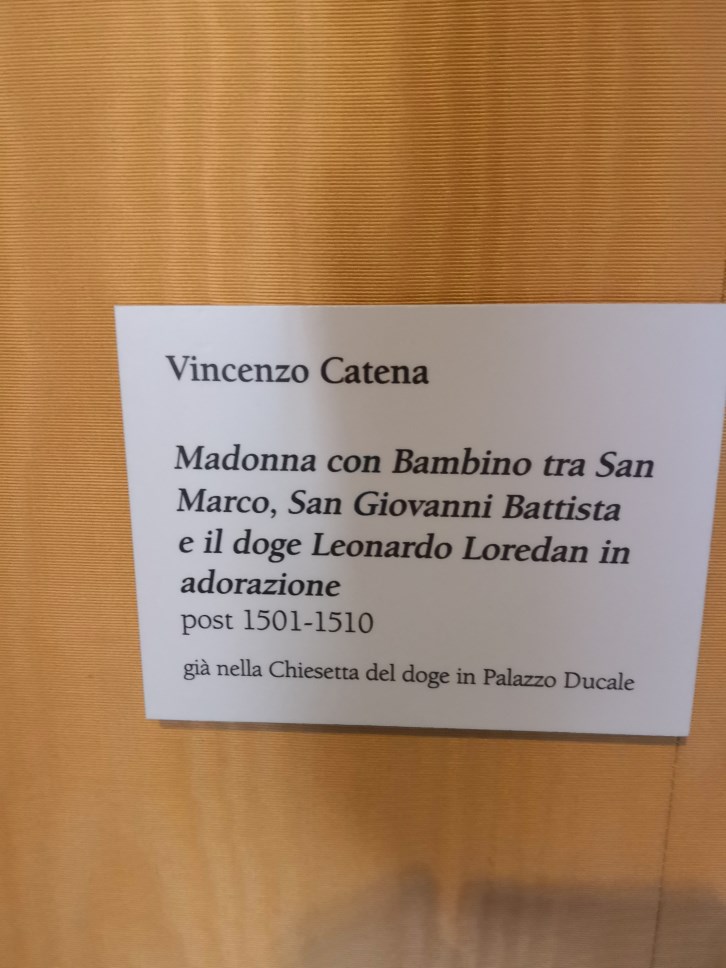 Vincenzo Catena
Madonna con Bambino tra San
Marco, San Giovanni Battista
e il doge Leonardo Loredan in
adorazione
post 1501-1510
già nella Chiesetta del doge in Palazzo Ducale